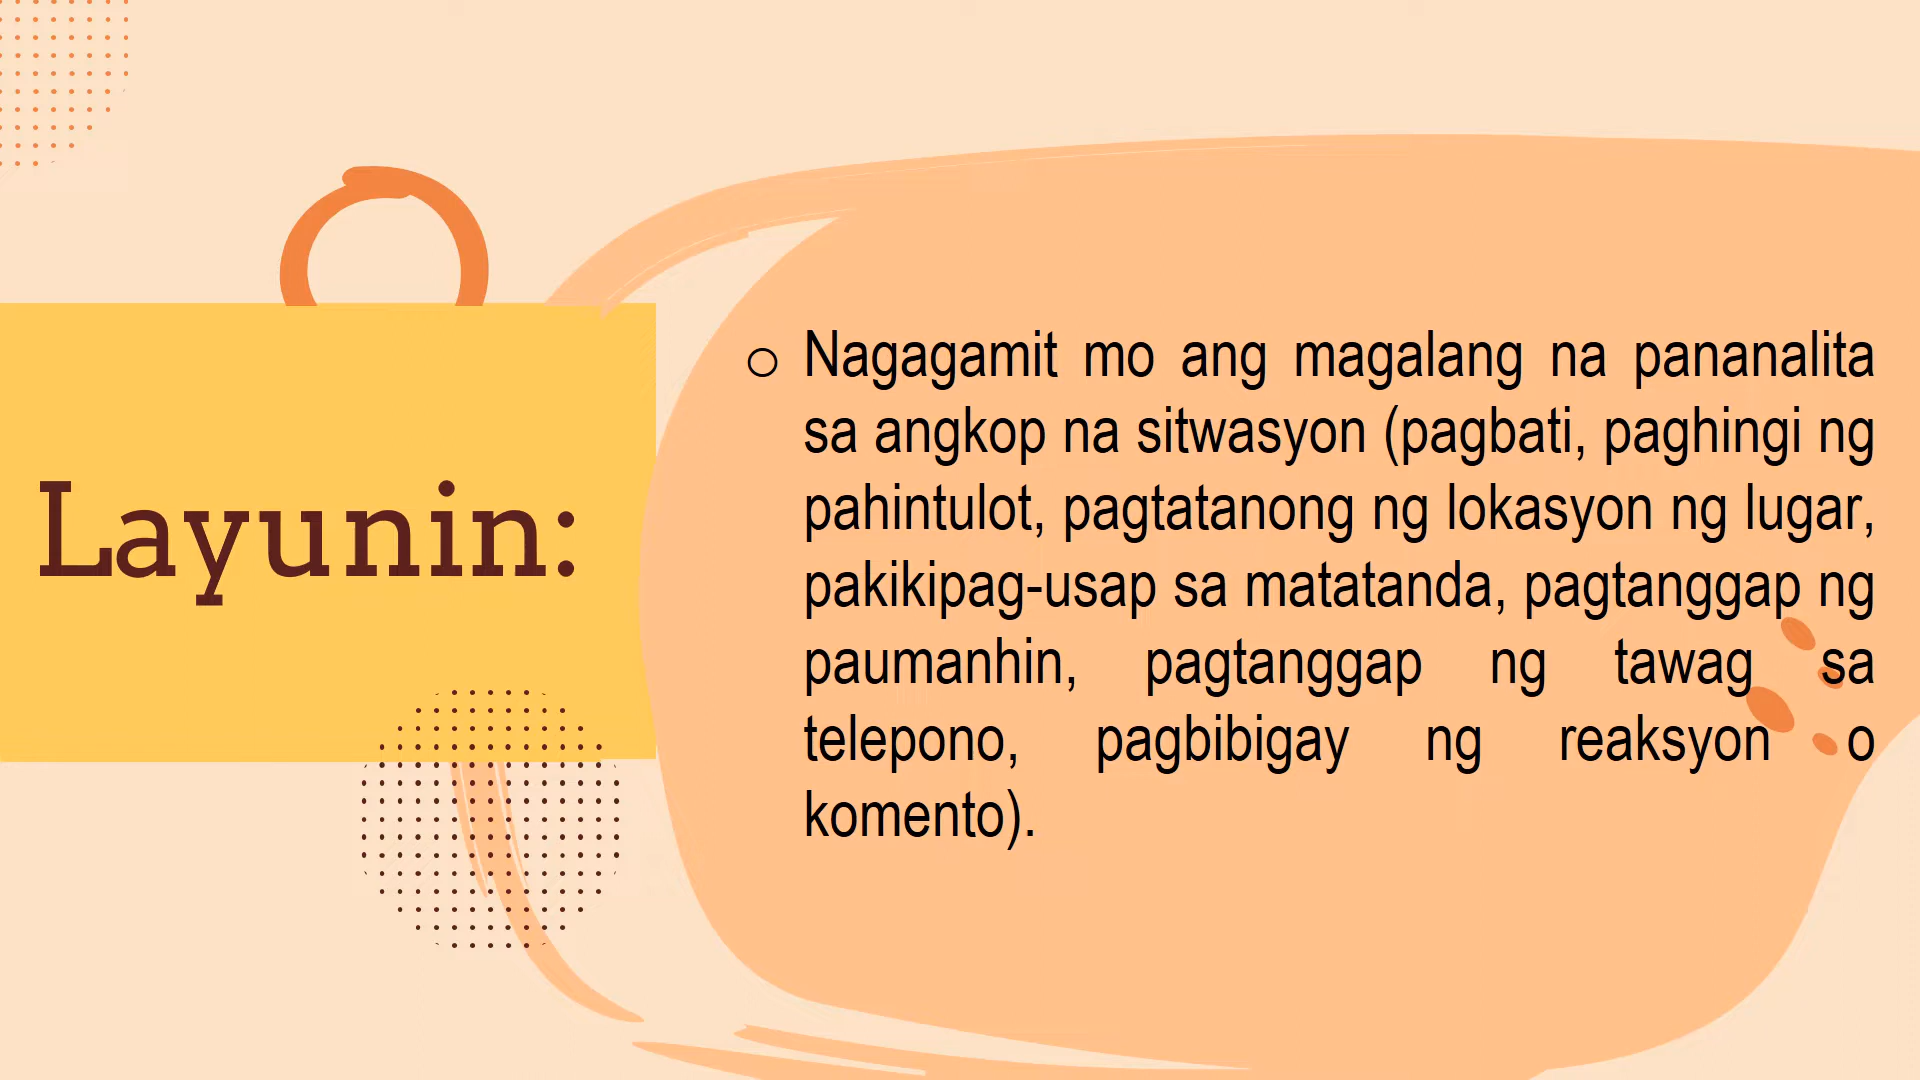 Layunin:
o Nagagamit mo ang magalang na pananalita
sa angkop na sitwasyon (pagbati, paghingi ng
pahintulot, pagtatanong ng lokasyon ng lugar,
pakikipag-usap sa matatanda, pagtanggap ng
paumanhin, pagtanggap ng tawag sa
telepono, pagbibigay ng reaksyon o
komento).